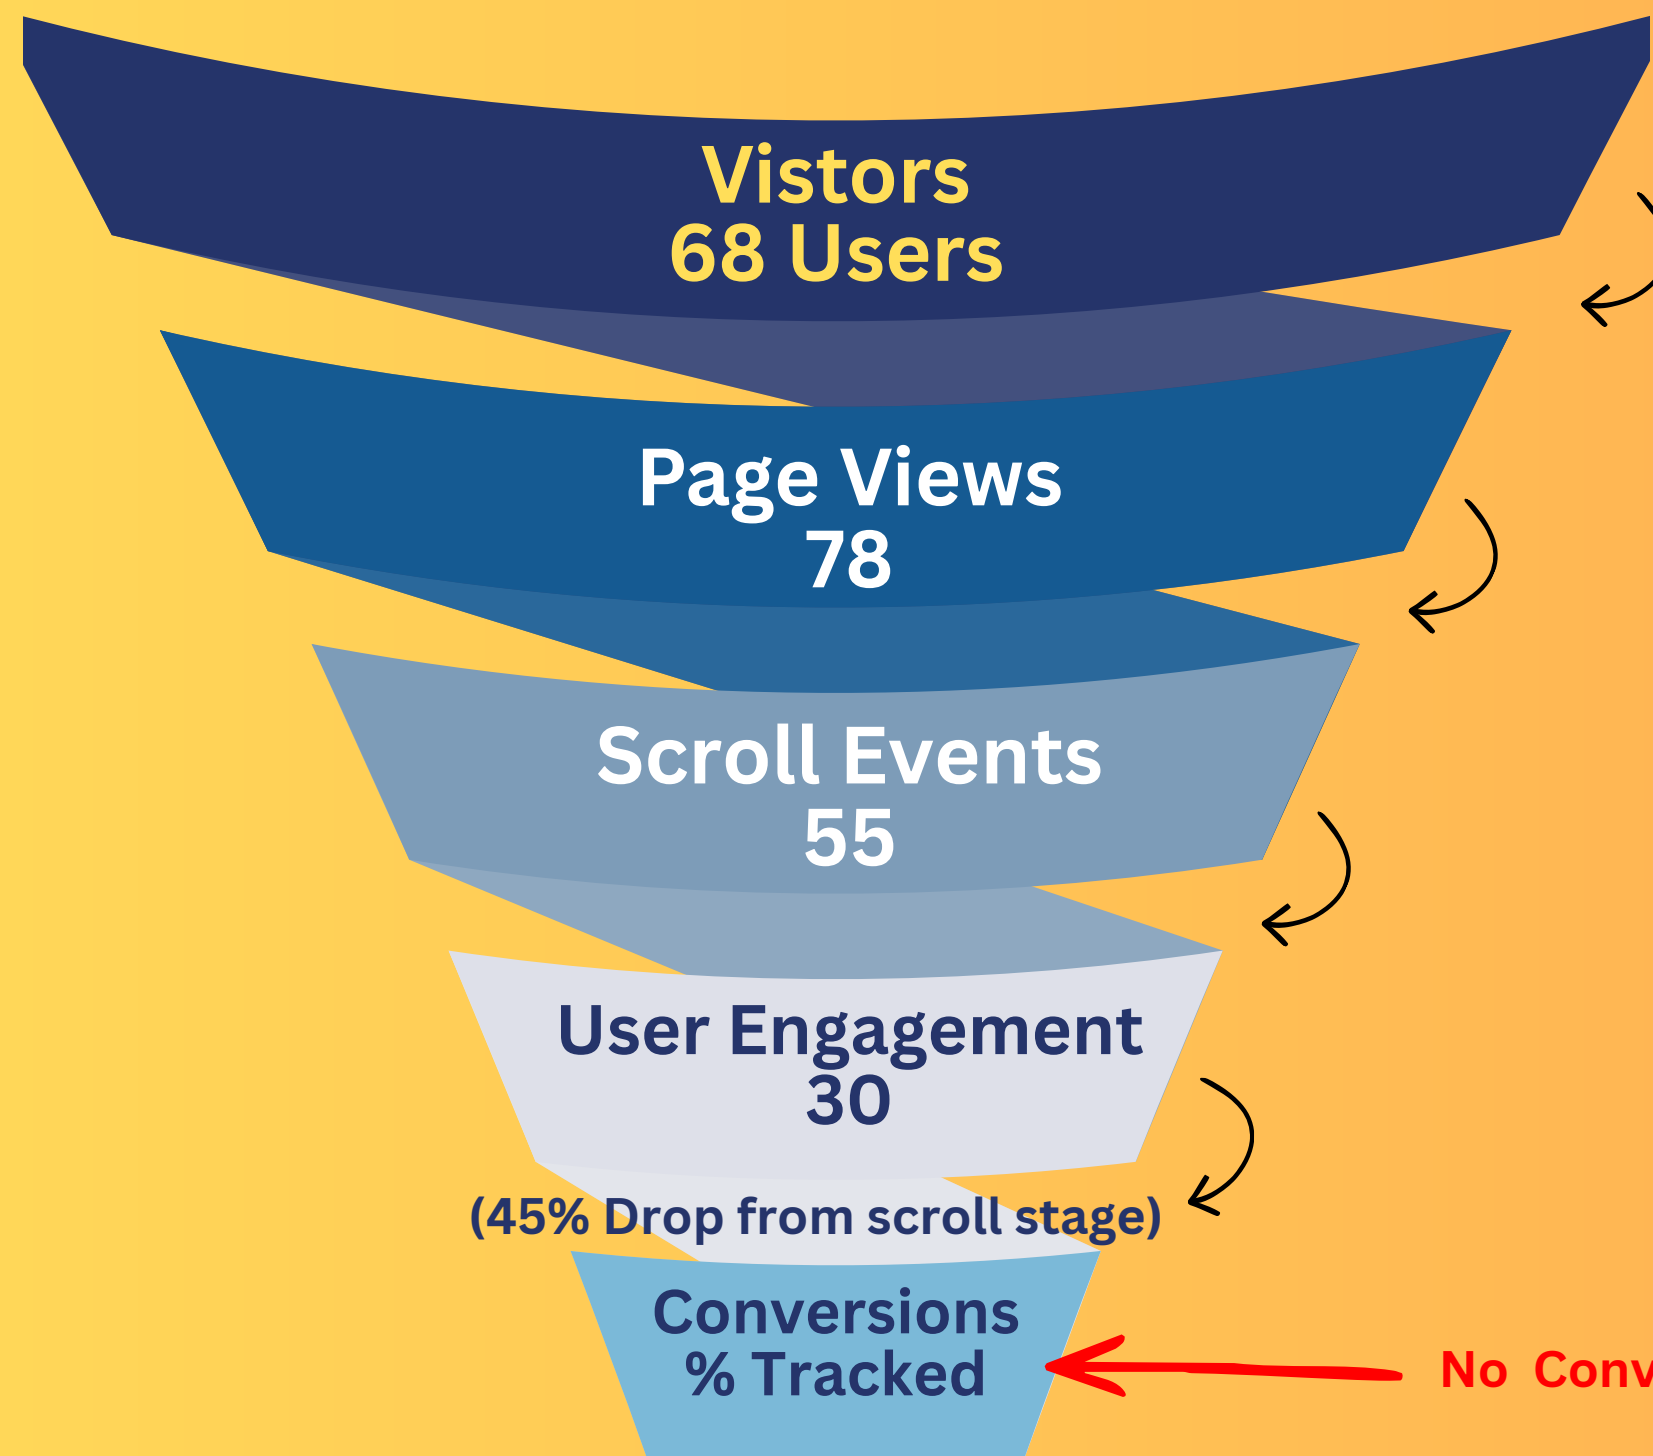 Vistors
68 Users
Page Views
78
Scroll Events
55
User Engagement
30
(45% Drop from scroll stage)
Conversions
% Tracked
No Conv